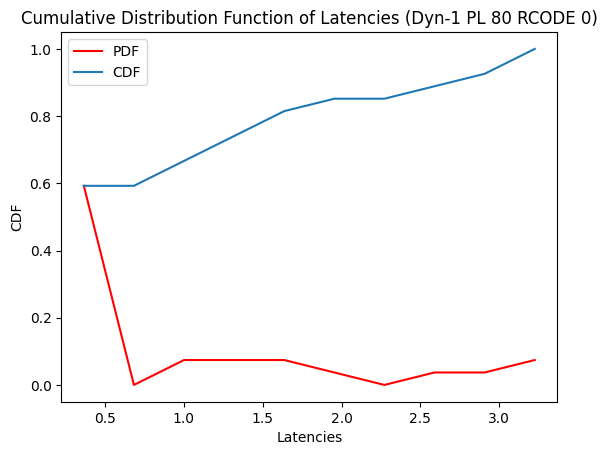 Cumulative Distribution Function of Latencies (Dyn-1 PL 80 RCODE 0)
PDF
CDF
1.0
0.8
0.6
0.4
0.2
0.0
CDF
0.5
1.0
1.5
2.0
2.5
3.0
Latencies